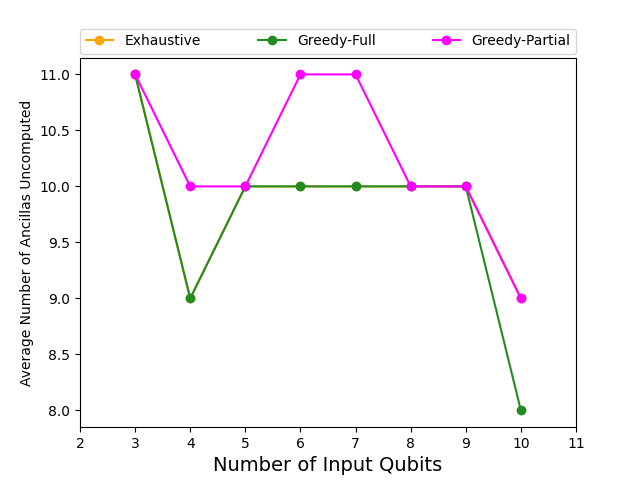 Exhaustive Greedy-Full Greedy-Partial
11.0
10.5
10.0
9.5
9.0
8.5
8.0
Average Number of Ancillas Uncomputed
2 3 4 5 6 7 8 9 10 11
Number of Input Qubits